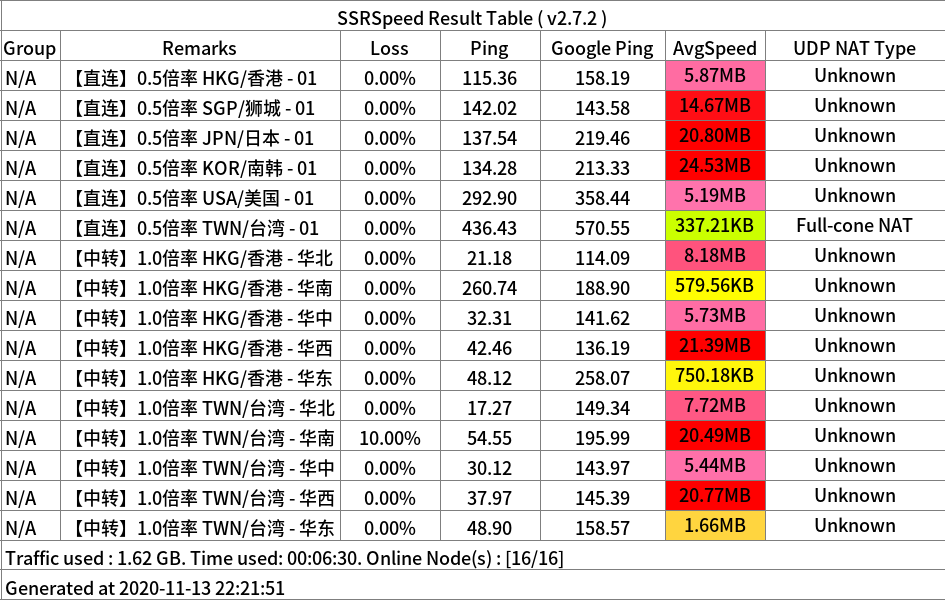 SSRSpeed Result Table ( v2.7.2 )
Group Remarks Loss Ping Google Ping AvgSpeed UDP NAT Type
N/A 【直连】0.5倍率 HKG/香港 - 01 0.00% 115.36 158.19 5.87MB Unknown
N/A 【直连】0.5倍率 SGP/狮城 - 01 0.00% 142.02 143.58 14.67MB Unknown
N/A 【直连】0.5倍率 JPN/日本 - 01 0.00% 137.54 219.46 20.80MB Unknown
N/A 【直连】0.5倍率 KOR/南韩 - 01 0.00% 134.28 213.33 24.53MB Unknown
N/A 【直连】0.5倍率 USA/美国 - 01 0.00% 292.90 358.44 5.19MB Unknown
N/A 【直连】0.5倍率 TWN/台湾 - 01 0.00% 436.43 570.55 337.21KB Full-cone NAT
N/A 【中转】1.0倍率 HKG/香港 - 华北 0.00% 21.18 114.09 8.18MB Unknown
N/A 【中转】1.0倍率 HKG/香港 - 华南 0.00% 260.74 188.90 579.56KB Unknown
N/A 【中转】1.0倍率 HKG/香港 - 华中 0.00% 32.31 141.62 5.73MB Unknown
N/A 【中转】1.0倍率 HKG/香港 - 华西 0.00% 42.46 136.19 21.39MB Unknown
N/A 【中转】1.0倍率 HKG/香港 - 华东 0.00% 48.12 258.07 750.18KB Unknown
N/A 【中转】1.0倍率 TWN/台湾 - 华北 0.00% 17.27 149.34 7.72MB Unknown
N/A 【中转】1.0倍率 TWN/台湾 - 华南 10.00% 54.55 195.99 20.49MB Unknown
N/A 【中转】1.0倍率 TWN/台湾 - 华中 0.00% 30.12 143.97 5.44MB Unknown
N/A 【中转】1.0倍率 TWN/台湾 - 华西 0.00% 37.97 145.39 20.77MB Unknown
N/A 【中转】1.0倍率 TWN/台湾 - 华东 0.00% 48.90 158.57 1.66MB Unknown
Traffic used : 1.62 GB. Time used: 00:06:30. Online Node(s) : [16/16]
Generated at 2020-11-13 22:21:51